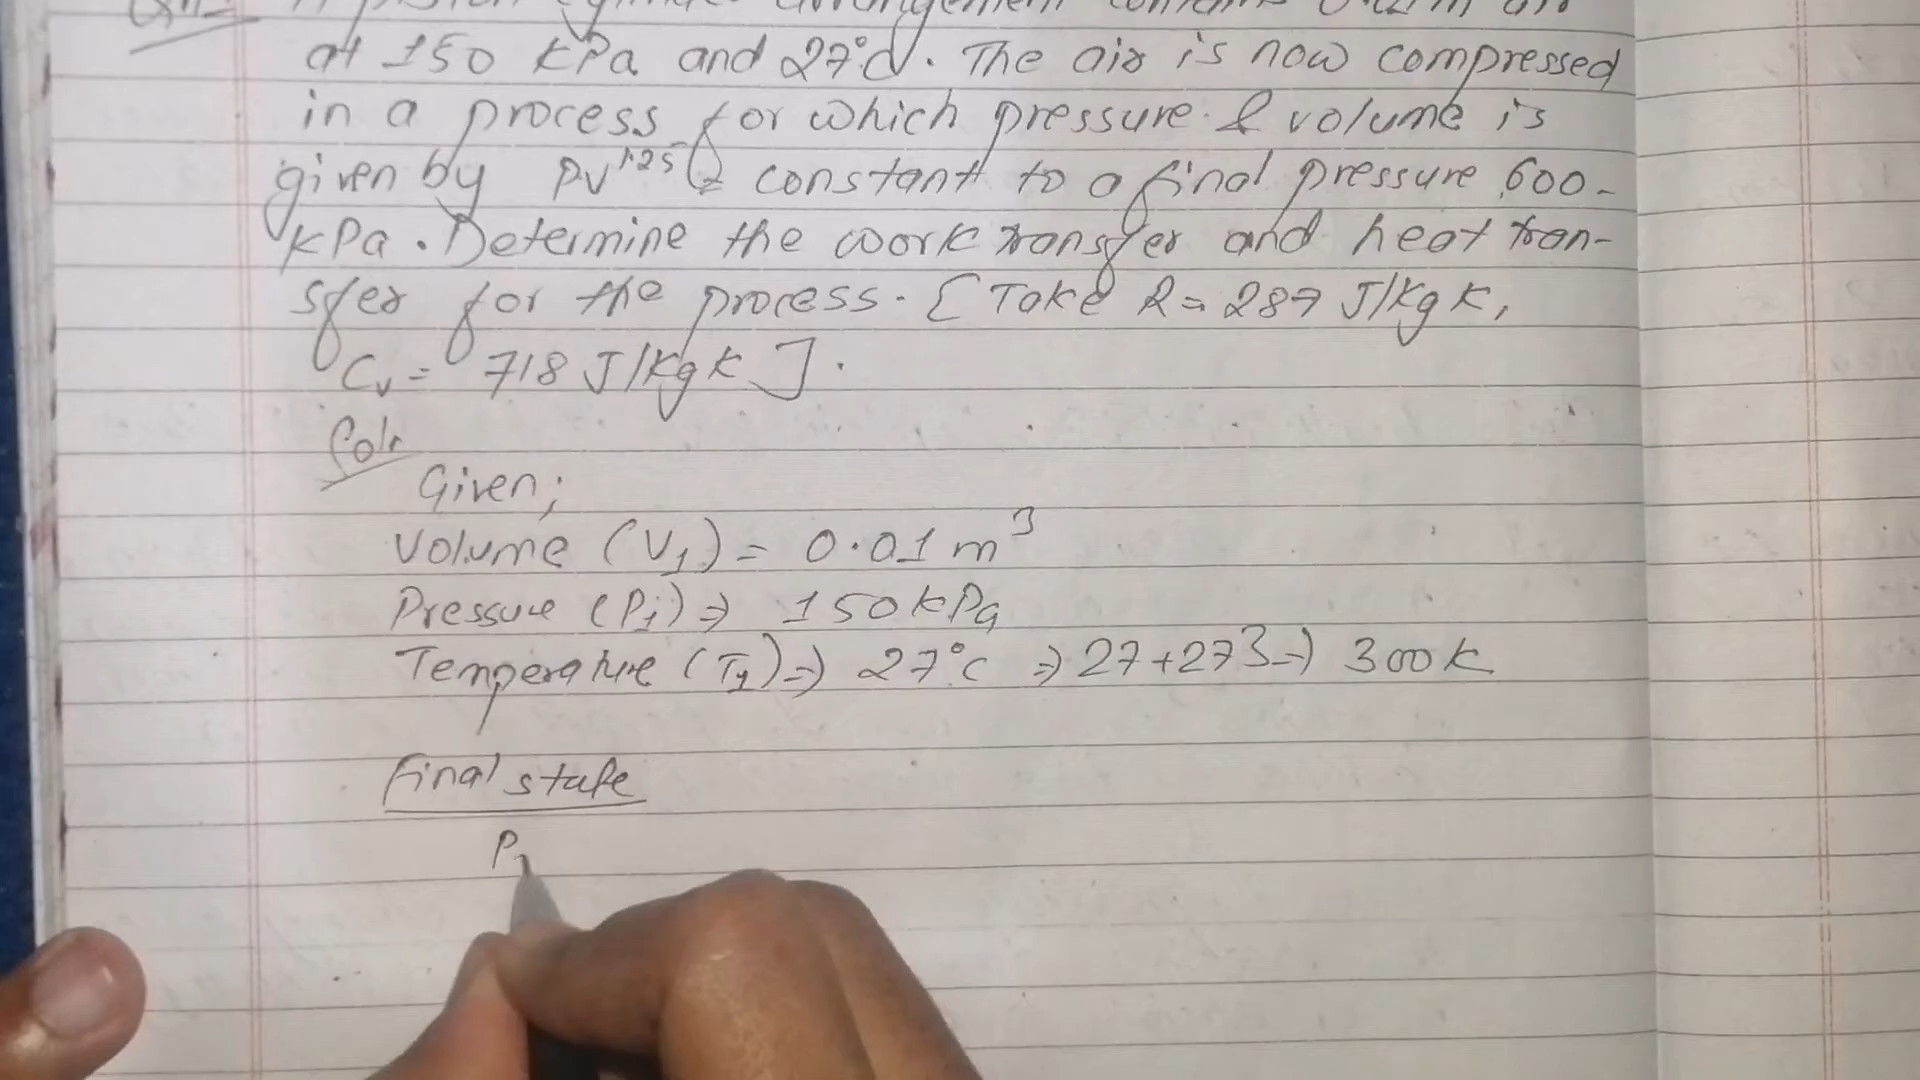 arrangement contains
at 150 kPa and 27°C. The air is now compressed
in a process for which pressure & volume is
given by PV^1.25 = constant to a final pressure 600-
kPa. Determine the work transfer and heat tran-
sfer for the process. [Take R = 287 J/kgK,
Cv = 718 J/kgK].
Soln
Given;
Volume (V1) = 0.01 m³
Pressure (P1) ⇒ 150 kPa
Temperature (T1) ⇒ 27°C ⇒ 27+273 ⇒ 300 K
Final state
P